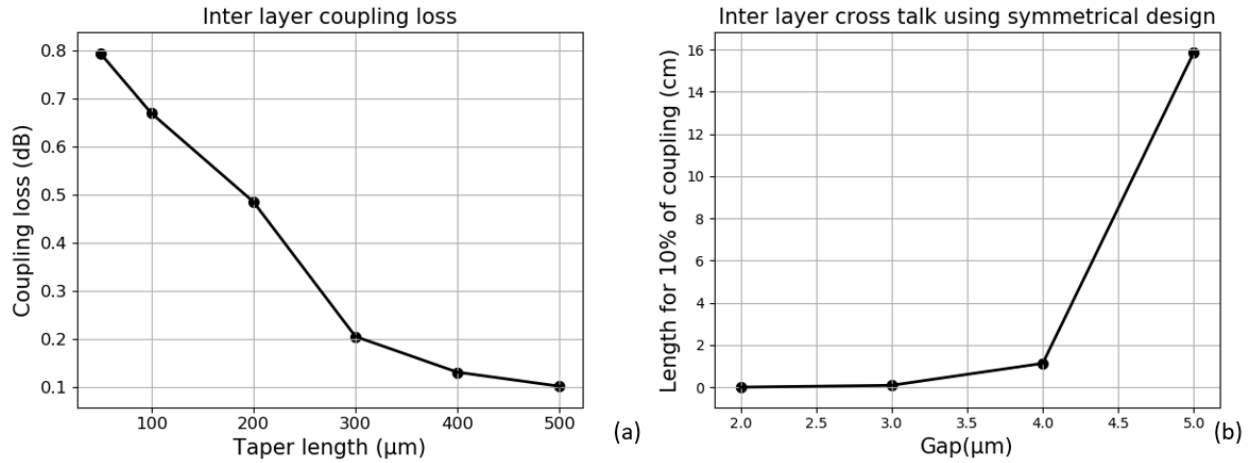 Inter layer coupling loss
Coupling loss (dB)
0.8
0.7
0.6
0.5
0.4
0.3
0.2
0.1
100 200 300 400 500
Taper length (μm)
(a)
Inter layer cross talk using symmetrical design
Length for 10% of coupling (cm)
16
14
12
10
8
6
4
2
0
2.0 2.5 3.0 3.5 4.0 4.5 5.0
Gap(μm)
(b)